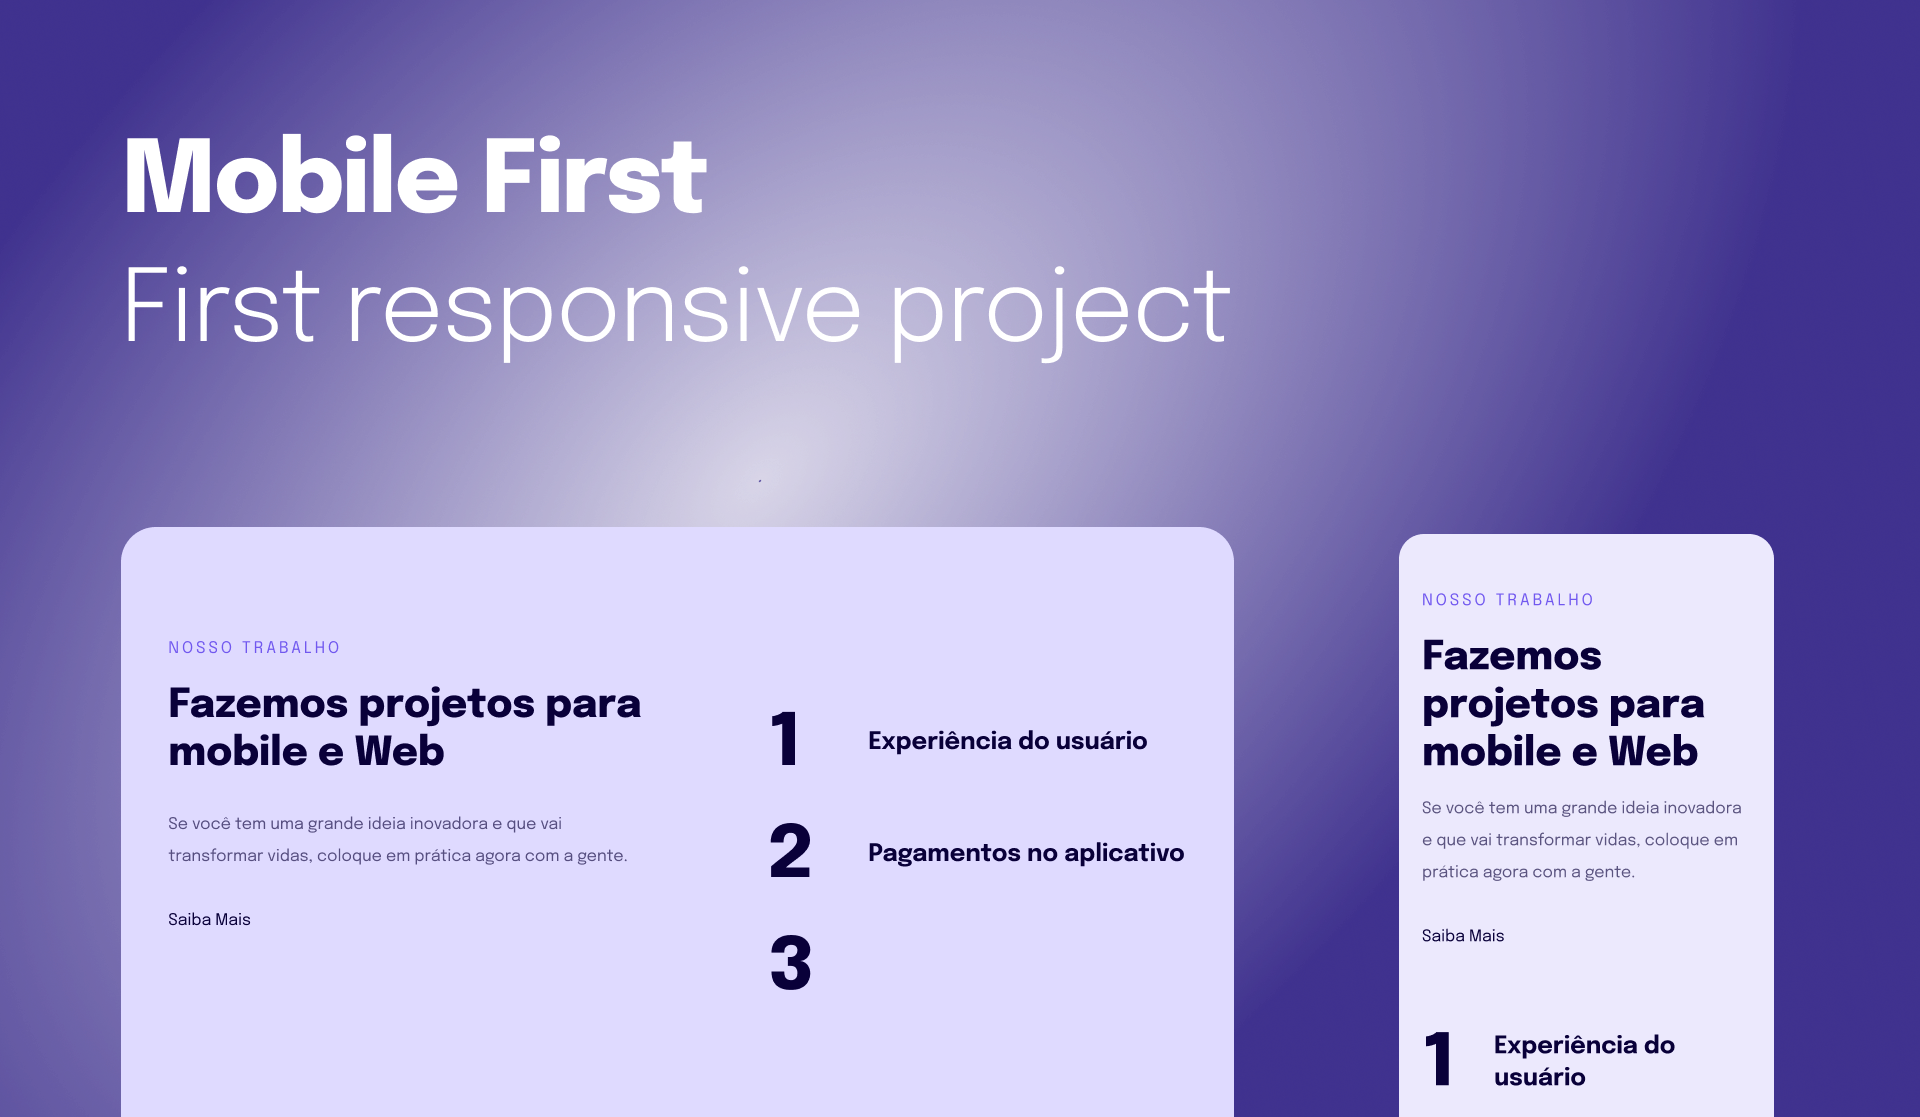 Mobile First
First responsive project
NOSSO TRABALHO
Fazemos projetos para
mobile e Web
Se você tem uma grande ideia inovadora e que vai
transformar vidas, coloque em prática agora com a gente.
Saiba Mais
1 Experiência do usuário
2 Pagamentos no aplicativo
3
NOSSO TRABALHO
Fazemos
projetos para
mobile e Web
Se você tem uma grande ideia inovadora
e que vai transformar vidas, coloque em
prática agora com a gente.
Saiba Mais
1 Experiência do
usuário